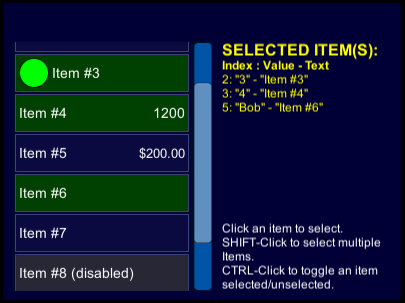 Item #3
Item #4 1200
Item #5 $200.00
Item #6
Item #7
Item #8 (disabled)
SELECTED ITEM(S):
Index : Value - Text
2: "3" - "Item #3"
3: "4" - "Item #4"
5: "Bob" - "Item #6"
Click an item to select.
SHIFT-Click to select multiple
Items.
CTRL-Click to toggle an item
selected/unselected.